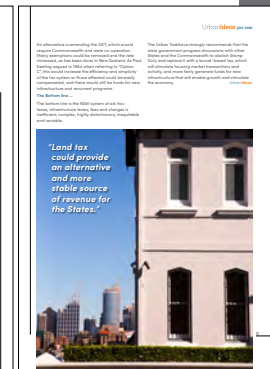 UrbanIdeas JULY 2010
An alternative is amending the GST, which would
require Commonwealth and state co-operation.
Many exemptions could be removed and the rate
increased, as has been done in New Zealand. As Paul
Keating argued in 1984 when referring to "Option
C", this would increase the efficiency and simplicity
of the tax system as those affected could be easily
compensated, and there would still be funds for new
infrastructure and recurrent programs.
The Bottom line ...
The bottom line is the NSW system of ad hoc
taxes, infrastructure levies, fees and charges is
inefficient, complex, highly distortionary, inequitable
and variable.
The Urban Taskforce strongly recommends that the
state government progress discussions with other
States and the Commonwealth to abolish Stamp
Duty and replace it with a broad-based tax, which
will stimulate housing market transactions and
activity, and more fairly generate funds for new
infrastructure that will enable growth and stimulate
the economy. UrbanIdeas
"Land tax
could provide
an alternative
and more
stable source
of revenue for
the States."